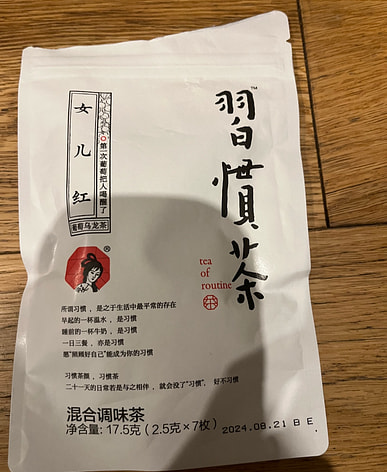 習慣茶
TM
tea
of
routine
茶
女儿红
第一次葡萄把人喝醒了
葡萄乌龙茶
®
所谓习惯，是之于生活中最平常的存在
早起的一杯温水，是习惯
睡前的一杯牛奶，是习惯
一日三餐，亦是习惯
愿"照顾好自己"能成为你的习惯
习惯茶颜，习惯茶
二十一天的日常若是与之相伴，就会没了"习惯"，好不习惯
混合调味茶
净含量: 17.5克 (2.5克×7枚)
2024.08.21 B E